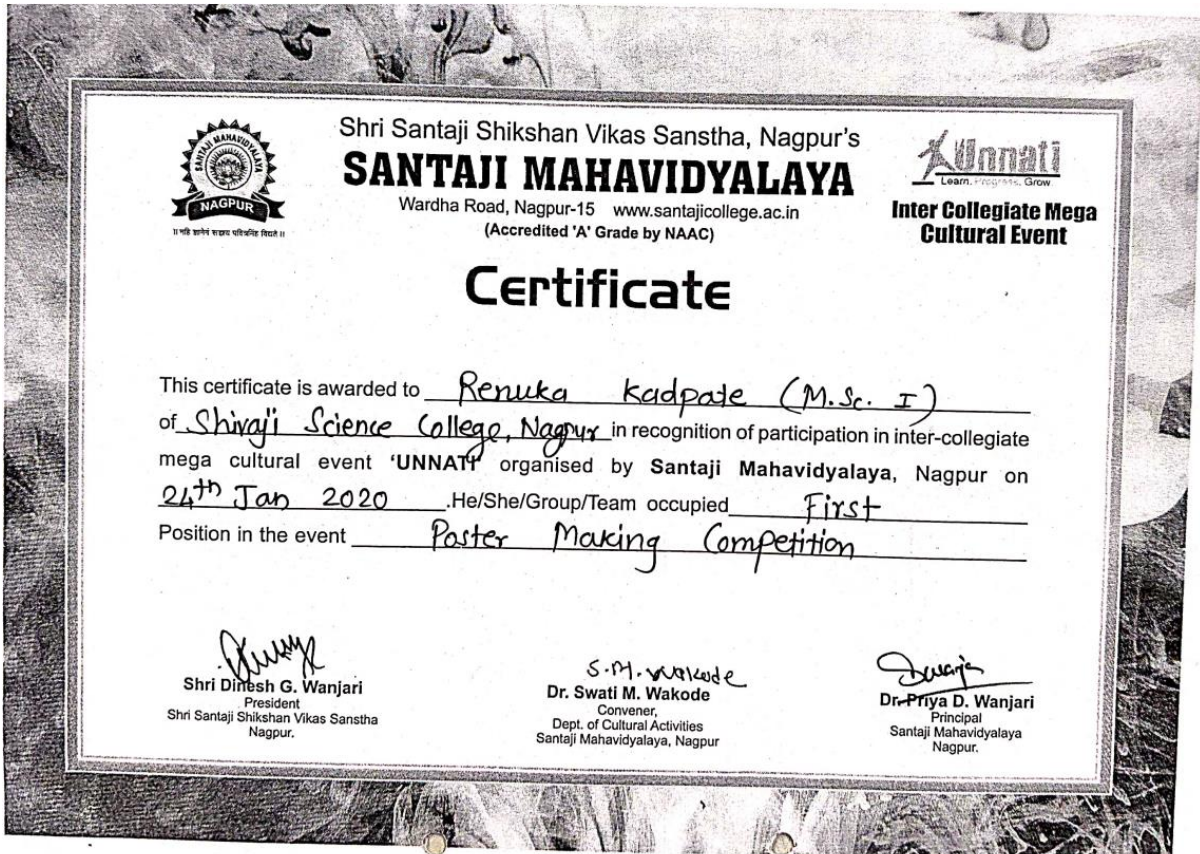 Shri Santaji Shikshan Vikas Sanstha, Nagpur's
SANTAJI MAHAVIDYALAYA
Wardha Road, Nagpur-15 www.santajicollege.ac.in
(Accredited 'A' Grade by NAAC)
SANTAJI MAHAVIDYALAYA
NAGPUR
Unnati
Learn. Progress. Grow
Inter Collegiate Mega
Cultural Event
Certificate
This certificate is awarded to Renuka Kadpate (M.Sc. I)
of Shivaji Science College, Nagpur in recognition of participation in inter-collegiate
mega cultural event 'UNNATI' organised by Santaji Mahavidyalaya, Nagpur on
24th Jan 2020 .He/She/Group/Team occupied First
Position in the event Poster Making Competition
S.M. Wakode
Shri Dinesh G. Wanjari
President
Shri Santaji Shikshan Vikas Sanstha
Nagpur.
Dr. Swati M. Wakode
Convener,
Dept. of Cultural Activities
Santaji Mahavidyalaya, Nagpur
Dr. Priya D. Wanjari
Principal
Santaji Mahavidyalaya
Nagpur.